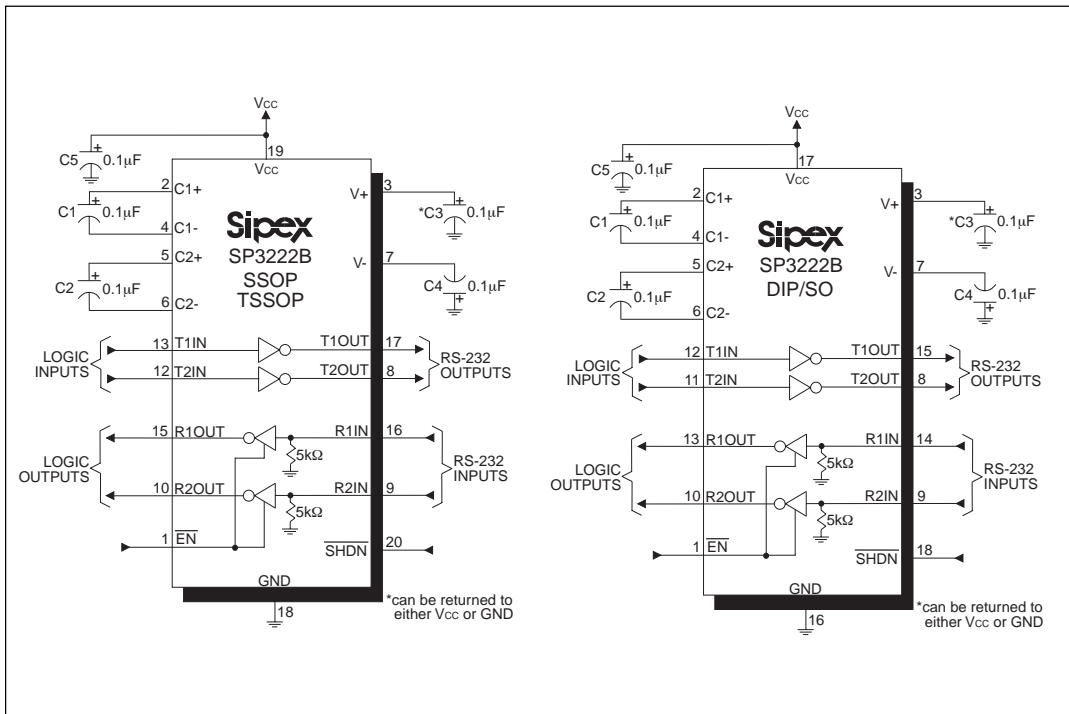 VCC
19
VCC
C5
+
0.1µF
2
C1+
C1
+
0.1µF
4
C1-
5
C2+
C2
+
0.1µF
6
C2-
Sipex
SP3222B
SSOP
TSSOP
V+
3
*C3
+
0.1µF
V-
7
C4
+
0.1µF
LOGIC
INPUTS
13
T1IN
T1OUT
17
12
T2IN
T2OUT
8
RS-232
OUTPUTS
LOGIC
OUTPUTS
15
R1OUT
R1IN
16
5kΩ
10
R2OUT
R2IN
9
5kΩ
RS-232
INPUTS
1
EN
SHDN
20
GND
18
*can be returned to
either VCC or GND
VCC
17
VCC
C5
+
0.1µF
2
C1+
C1
+
0.1µF
4
C1-
5
C2+
C2
+
0.1µF
6
C2-
Sipex
SP3222B
DIP/SO
V+
3
*C3
+
0.1µF
V-
7
C4
+
0.1µF
LOGIC
INPUTS
12
T1IN
T1OUT
15
11
T2IN
T2OUT
8
RS-232
OUTPUTS
LOGIC
OUTPUTS
13
R1OUT
R1IN
14
5kΩ
10
R2OUT
R2IN
9
5kΩ
RS-232
INPUTS
1
EN
SHDN
18
GND
16
*can be returned to
either VCC or GND